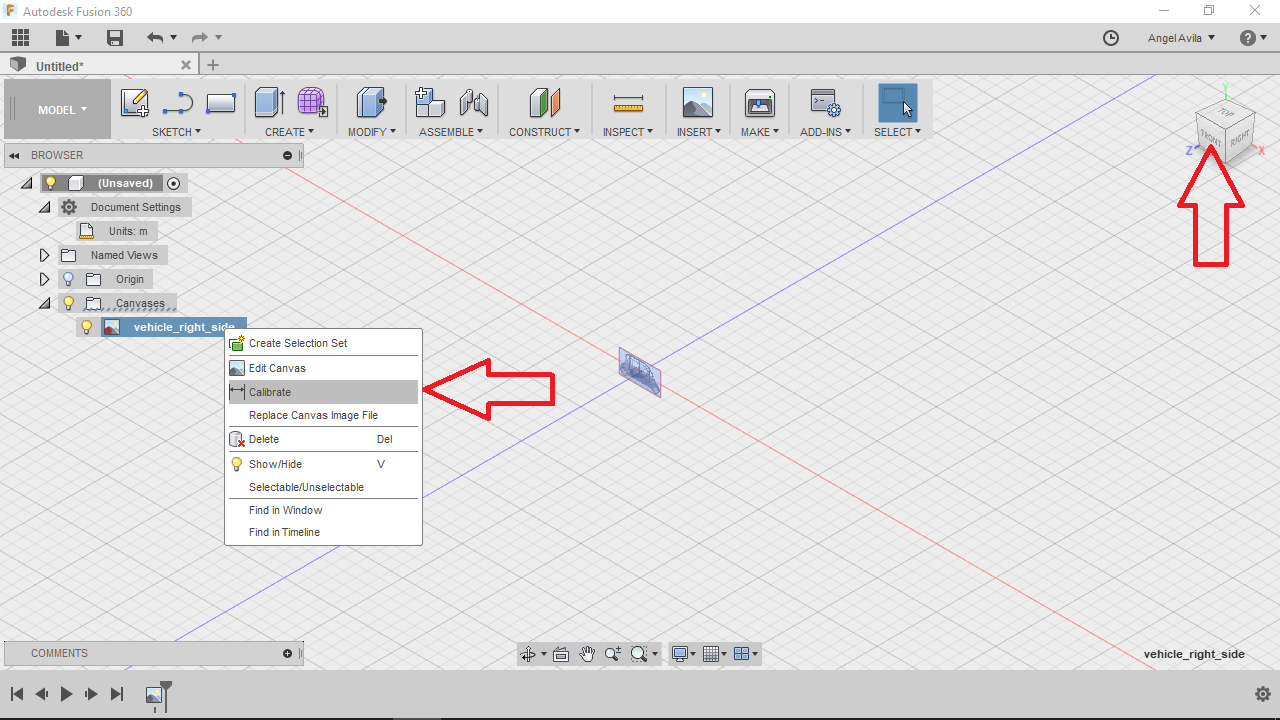 Autodesk Fusion 360
Angel Avila
Untitled*
MODEL
SKETCH
CREATE
MODIFY
ASSEMBLE
CONSTRUCT
INSPECT
INSERT
MAKE
ADD-INS
SELECT
Y
TOP
FRONT
RIGHT
Z
X
BROWSER
(Unsaved)
Document Settings
Units: m
Named Views
Origin
Canvases
vehicle_right_side
Create Selection Set
Edit Canvas
Calibrate
Replace Canvas Image File
Delete Del
Show/Hide V
Selectable/Unselectable
Find in Window
Find in Timeline
COMMENTS
vehicle_right_side